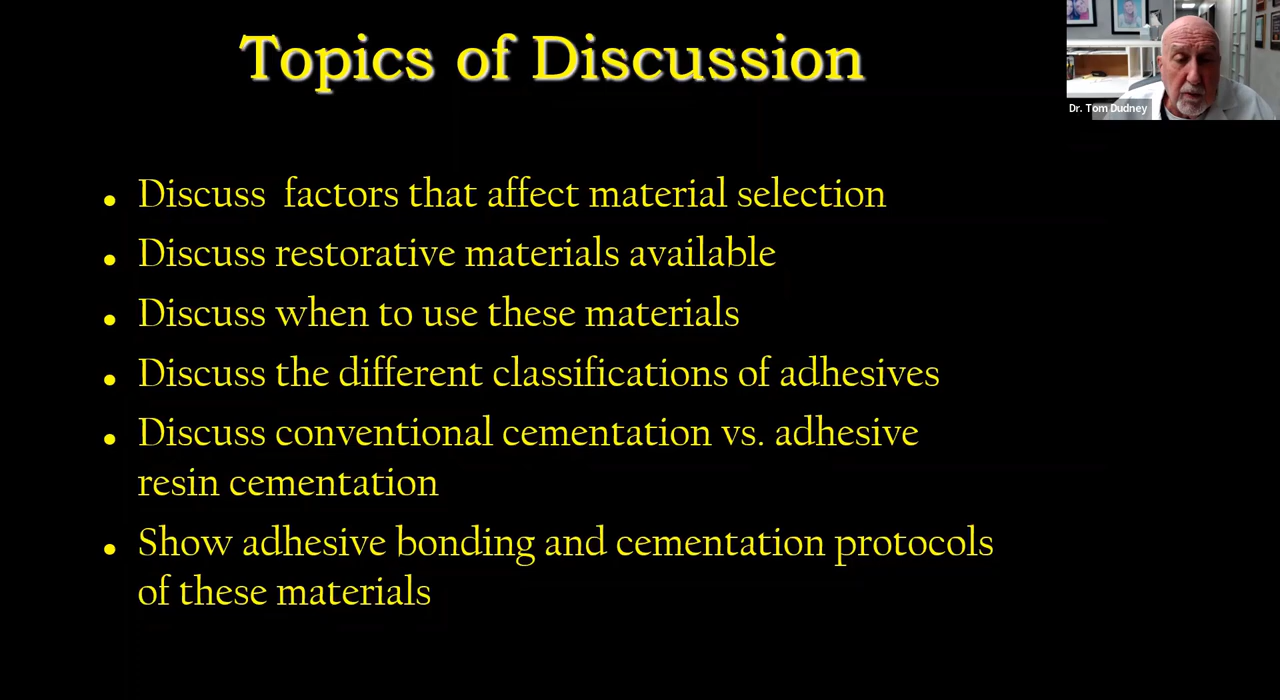 Topics of Discussion
Dr. Tom Dudney
• Discuss  factors that affect material selection
• Discuss restorative materials available
• Discuss when to use these materials
• Discuss the different classifications of adhesives
• Discuss conventional cementation vs. adhesive
resin cementation
• Show adhesive bonding and cementation protocols
of these materials